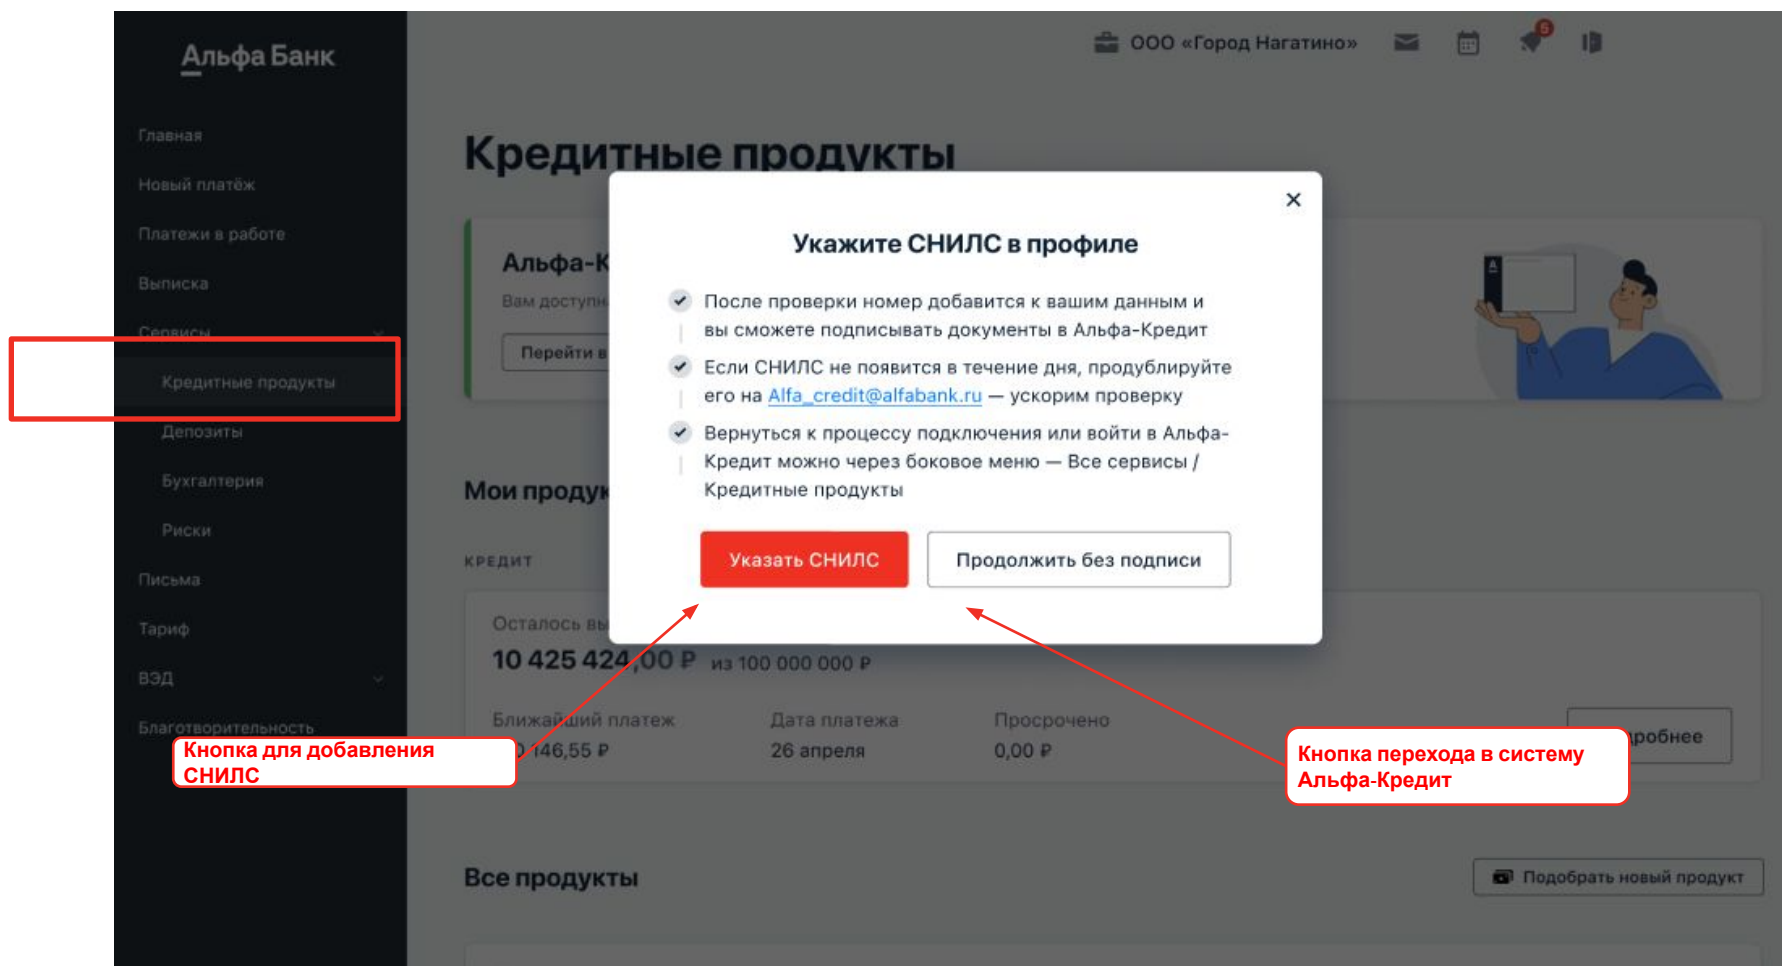 Альфа Банк
ООО «Город Нагатино»
5
Главная
Новый платёж
Платежи в работе
Выписка
Сервисы
Кредитные продукты
Депозиты
Бухгалтерия
Риски
Письма
Тариф
ВЭД
Благотворительность
Кредитные продукты
Альфа-К
Вам доступн
Перейти в
Мои продук
КРЕДИТ
Укажите СНИЛС в профиле
После проверки номер добавится к вашим данным и
вы сможете подписывать документы в Альфа-Кредит
Если СНИЛС не появится в течение дня, продублируйте
его на Alfa_credit@alfabank.ru — ускорим проверку
Вернуться к процессу подключения или войти в Альфа-
Кредит можно через боковое меню — Все сервисы /
Кредитные продукты
Указать СНИЛС
Продолжить без подписи
Осталось вы
10 425 424,00 ₽ из 100 000 000 ₽
Ближайший платеж
Дата платежа
Просрочено
146,55 ₽
26 апреля
0,00 ₽
робнее
Кнопка для добавления
СНИЛС
Кнопка перехода в систему
Альфа-Кредит
Все продукты
Подобрать новый продукт